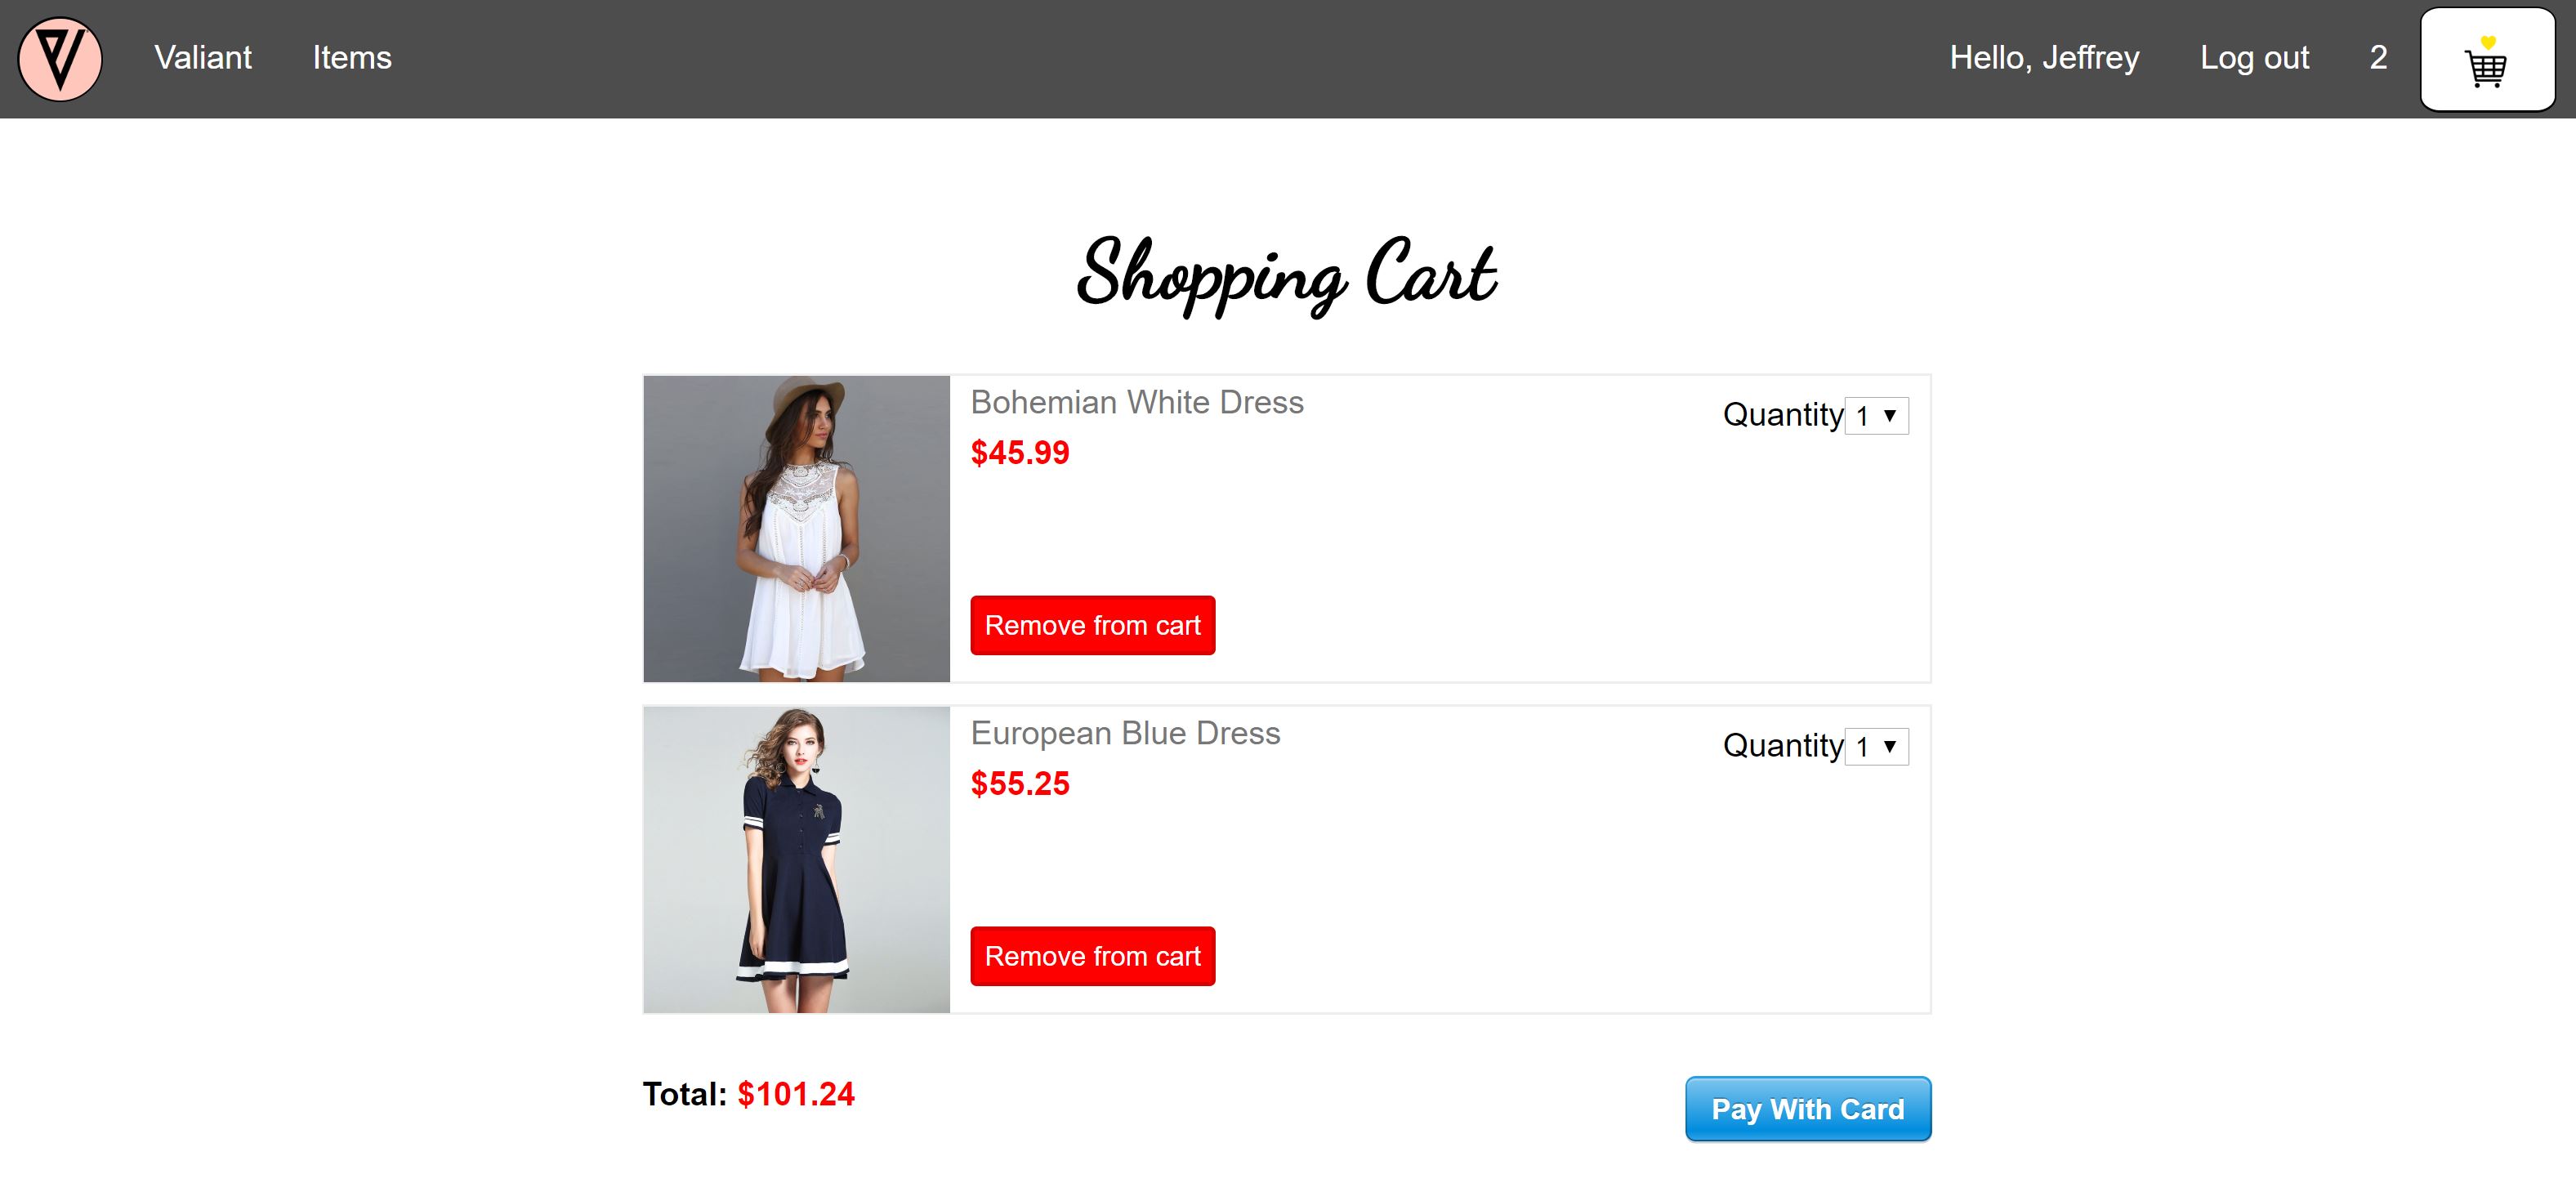 Valiant Items Hello, Jeffrey Log out 2
Shopping Cart
Bohemian White Dress
Quantity 1
$45.99
Remove from cart
European Blue Dress
Quantity 1
$55.25
Remove from cart
Total: $101.24
Pay With Card